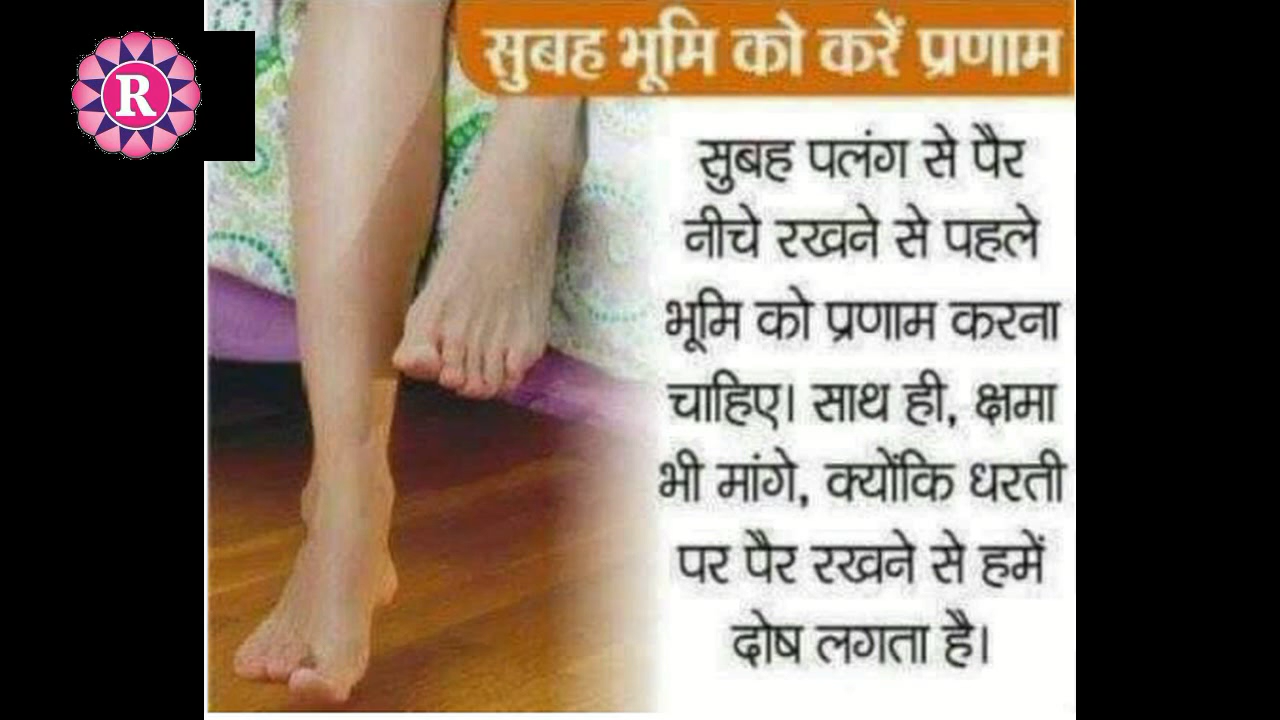 R
सुबह भूमि को करें प्रणाम
सुबह पलंग से पैर
नीचे रखने से पहले
भूमि को प्रणाम करना
चाहिए। साथ ही, क्षमा
भी मांगे, क्योंकि धरती
पर पैर रखने से हमें
दोष लगता है।